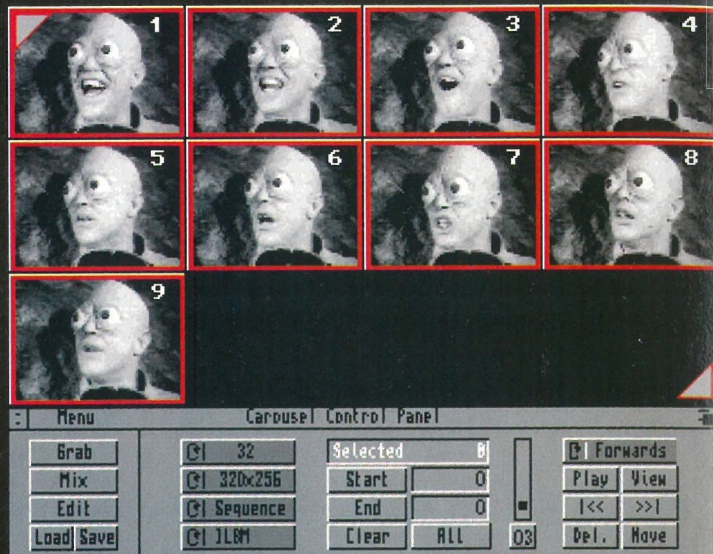 1 2 3 4
5 6 7 8
9
Menu Carousel Control Panel
Grab 32 Selected 0 Forwards
Mix 320x256 Start 0 Play View
Edit Sequence End 0 |<< >>|
Load Save ILBM Clear ALL 03 Del. Move